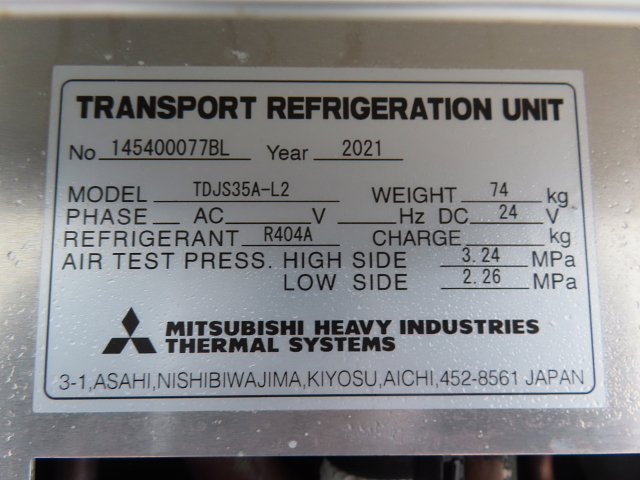 TRANSPORT REFRIGERATION UNIT
No 145400077BL Year 2021
MODEL TDJS35A-L2 WEIGHT 74 kg
PHASE AC V Hz DC 24 V
REFRIGERANT R404A CHARGE kg
AIR TEST PRESS. HIGH SIDE 3.24 MPa
LOW SIDE 2.26 MPa
MITSUBISHI HEAVY INDUSTRIES
THERMAL SYSTEMS
3-1,ASAHI,NISHIBIWAJIMA,KIYOSU,AICHI,452-8561 JAPAN